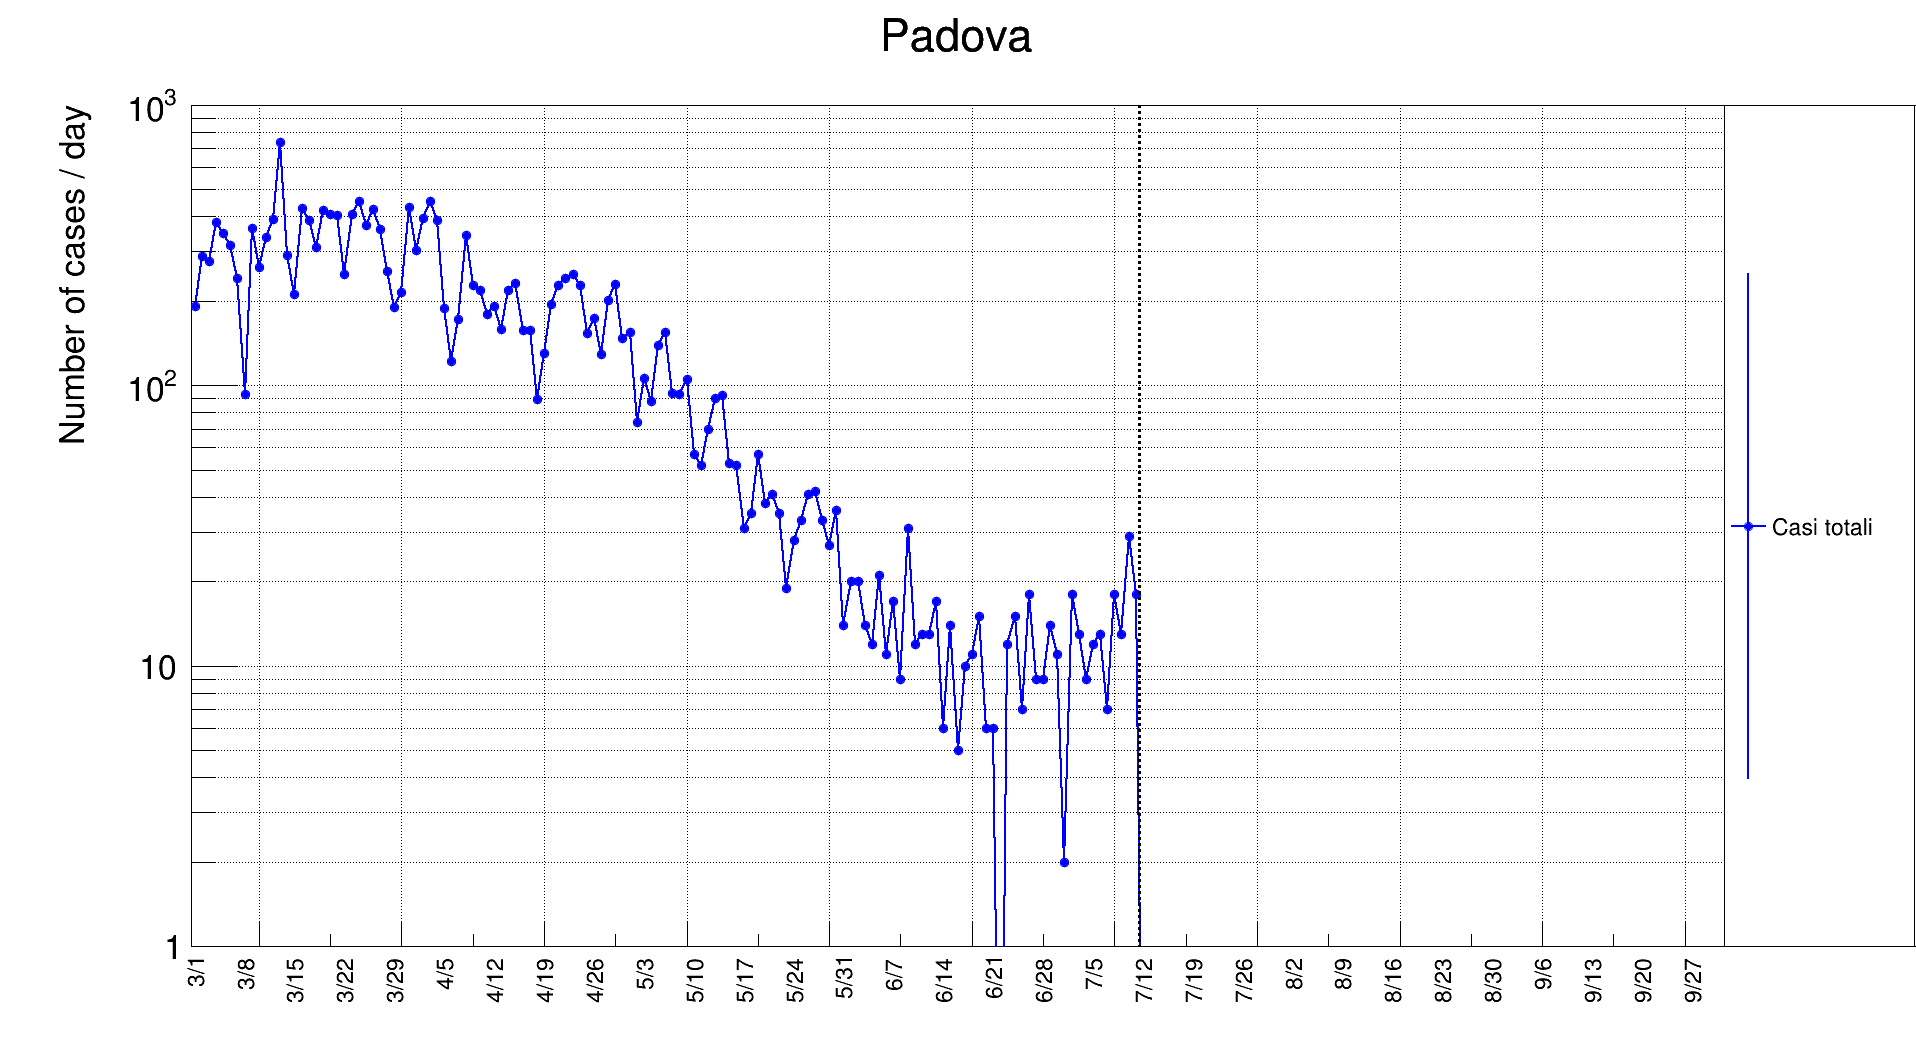 Padova
Number of cases / day
10³
10²
10
1
3/1 3/8 3/15 3/22 3/29 4/5 4/12 4/19 4/26 5/3 5/10 5/17 5/24 5/31 6/7 6/14 6/21 6/28 7/5 7/12 7/19 7/26 8/2 8/9 8/16 8/23 8/30 9/6 9/13 9/20 9/27
Casi totali